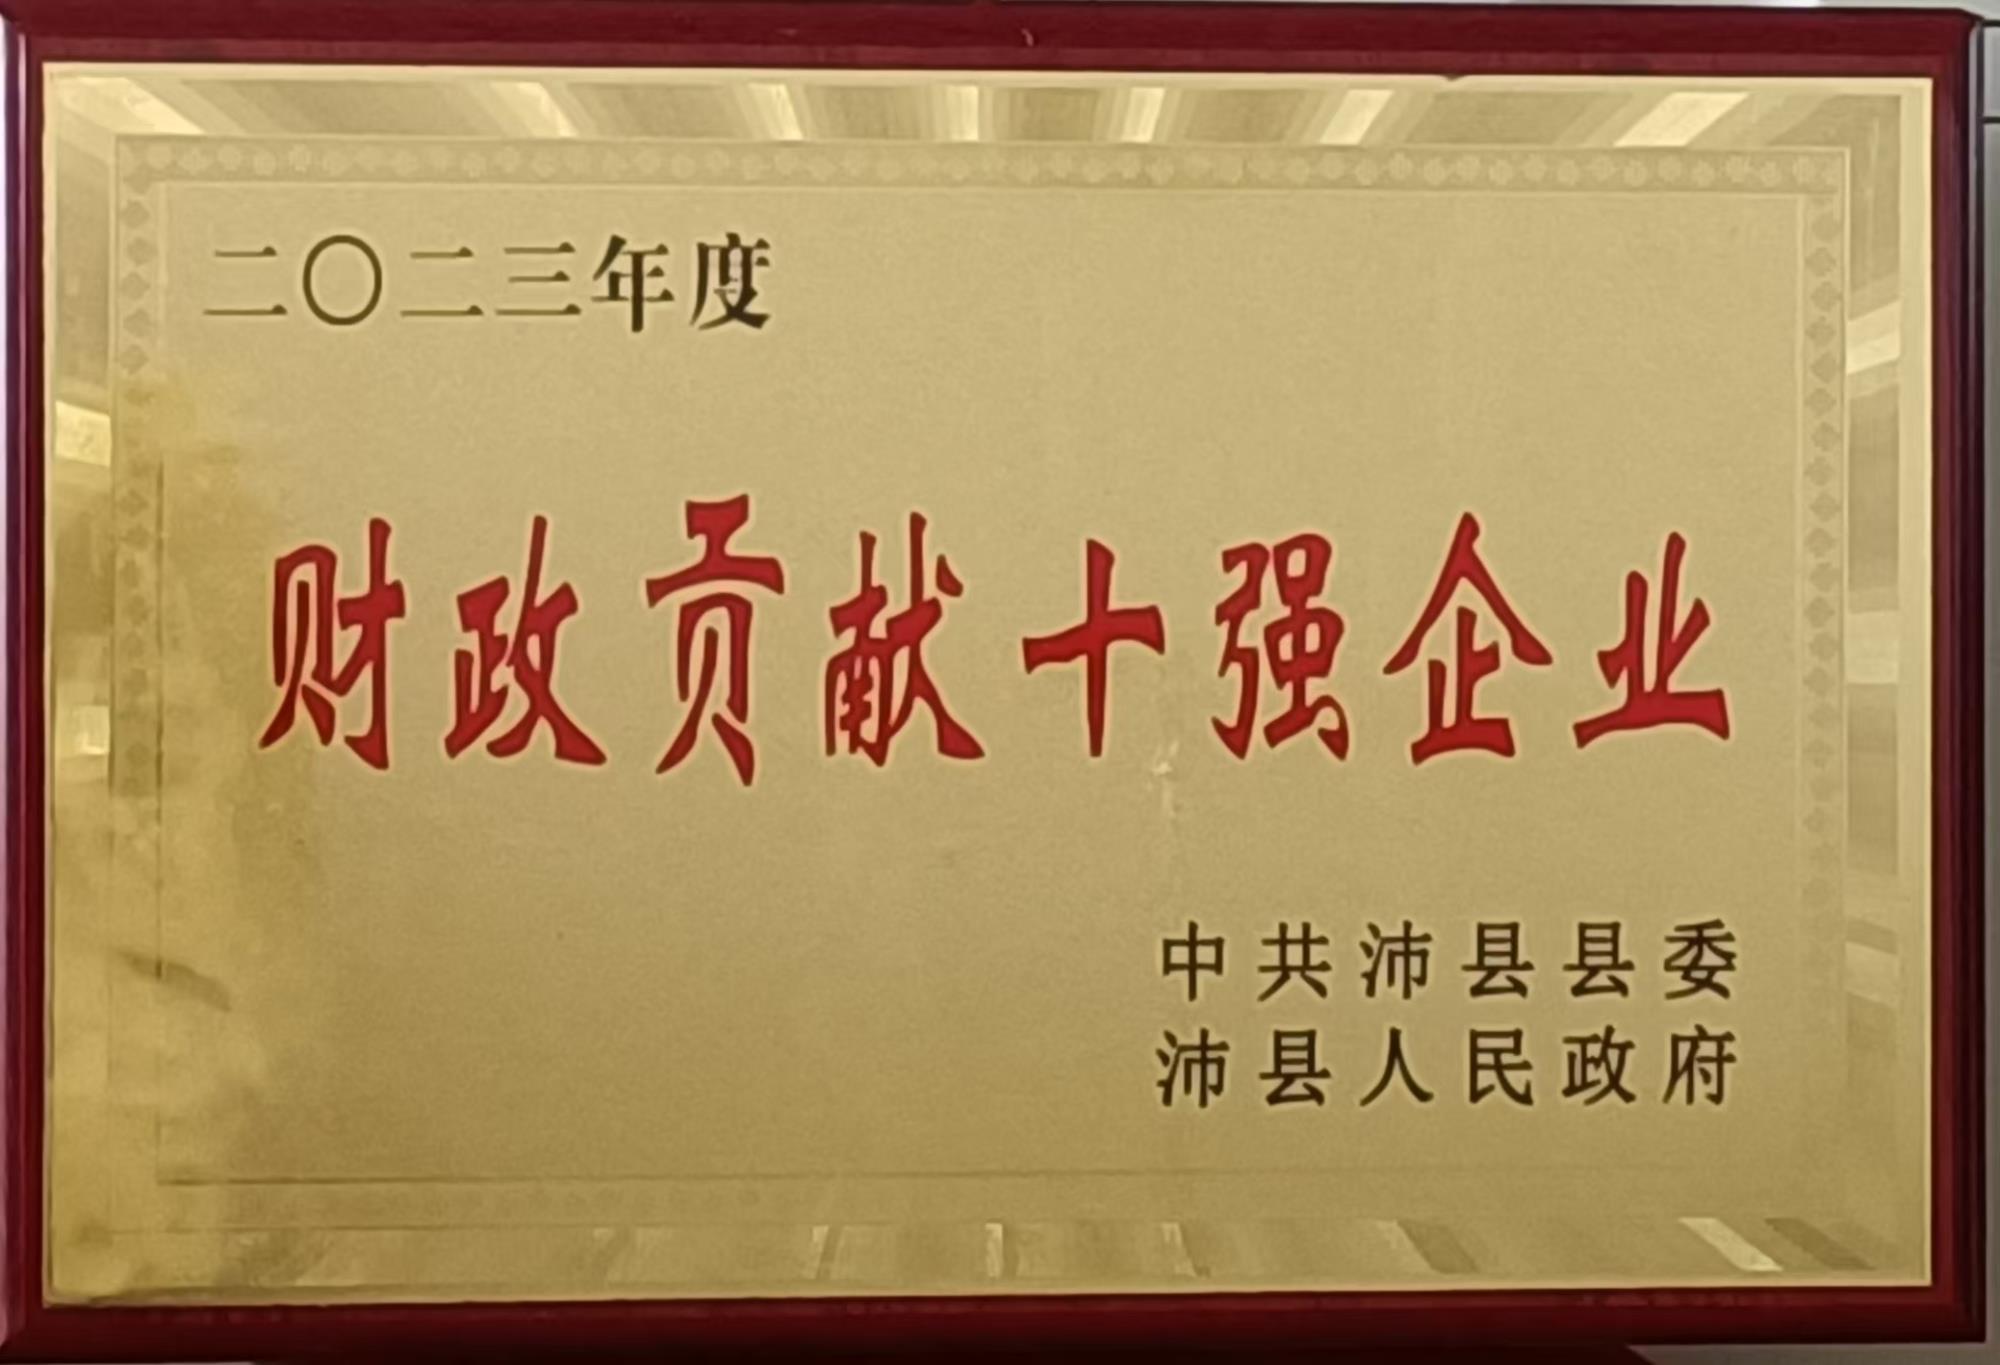 二〇二三年度
财政贡献十强企业
中共沛县县委
沛县人民政府